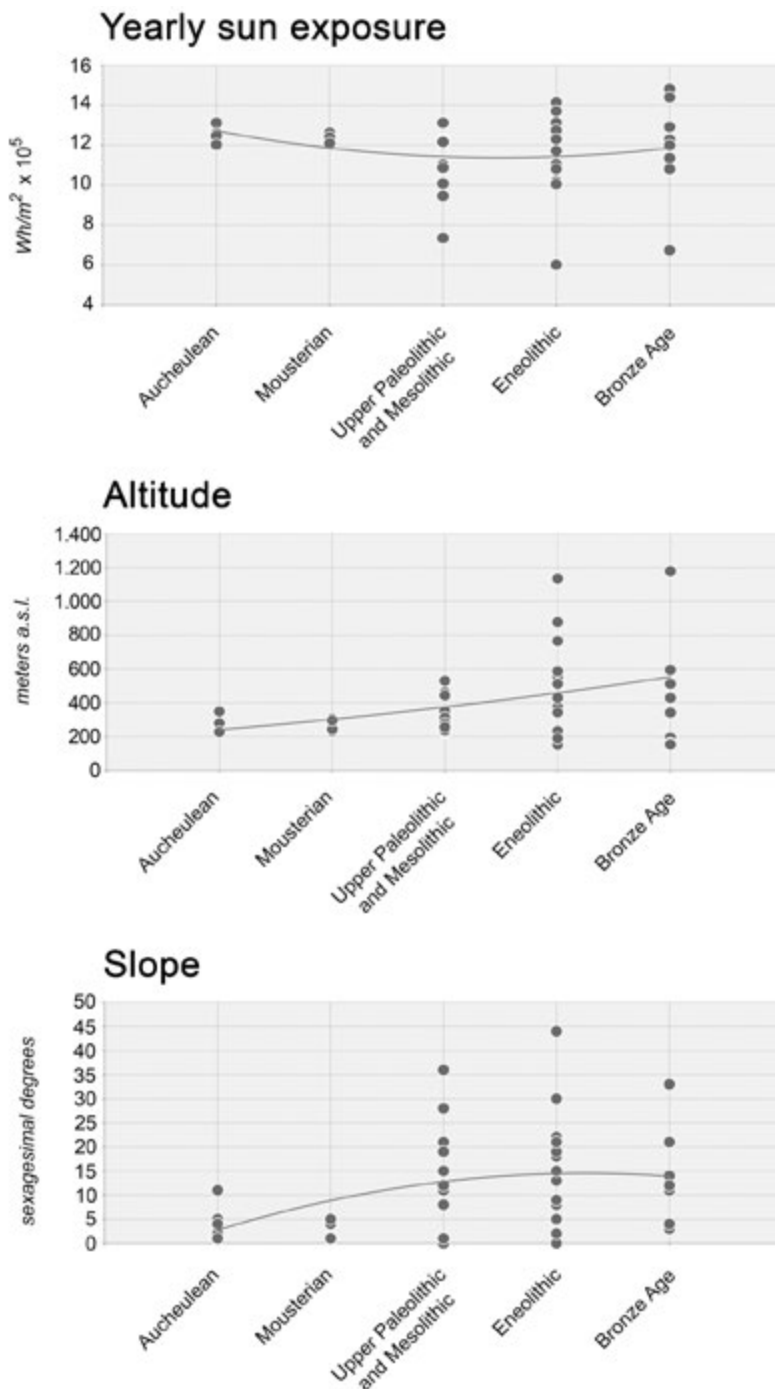 Yearly sun exposure
16
14
12
10
8
6
4
Wh/m² x 10⁵
Aucheulean
Mousterian
Upper Paleolithic
and Mesolithic
Eneolithic
Bronze Age
Altitude
1.400
1.200
1.000
800
600
400
200
0
meters a.s.l.
Aucheulean
Mousterian
Upper Paleolithic
and Mesolithic
Eneolithic
Bronze Age
Slope
50
45
40
35
30
25
20
15
10
5
0
sexagesimal degrees
Aucheulean
Mousterian
Upper Paleolithic
and Mesolithic
Eneolithic
Bronze Age